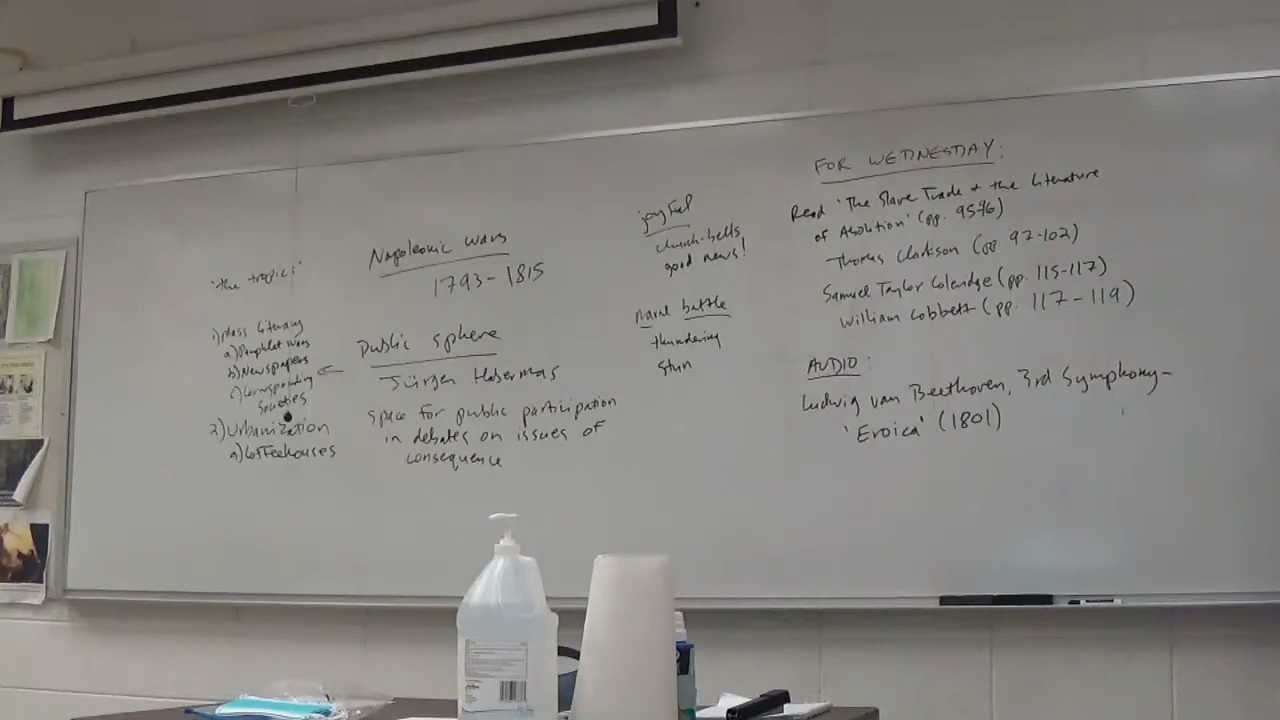 'the tropics'
1) Mass Literacy
a) Pamphlet Wars
b) Newspapers
c) Corresponding
Societies
2) Urbanization
a) Coffeehouses
Napoleonic Wars
1793-1815
Public sphere
Jürgen Habermas
space for public participation
in debates on issues of
consequence
joyful
church-bells
good news!
naval battle
thundering
stun
FOR WEDNESDAY:
Read 'The Slave Trade + the Literature
of Abolition' (pp. 95-96)
Thomas Clarkson (pp. 97-102)
Samuel Taylor Coleridge (pp. 115-117)
William Cobbett (pp. 117-119)
AUDIO:
Ludwig van Beethoven, 3rd Symphony-
'Eroica' (1801)